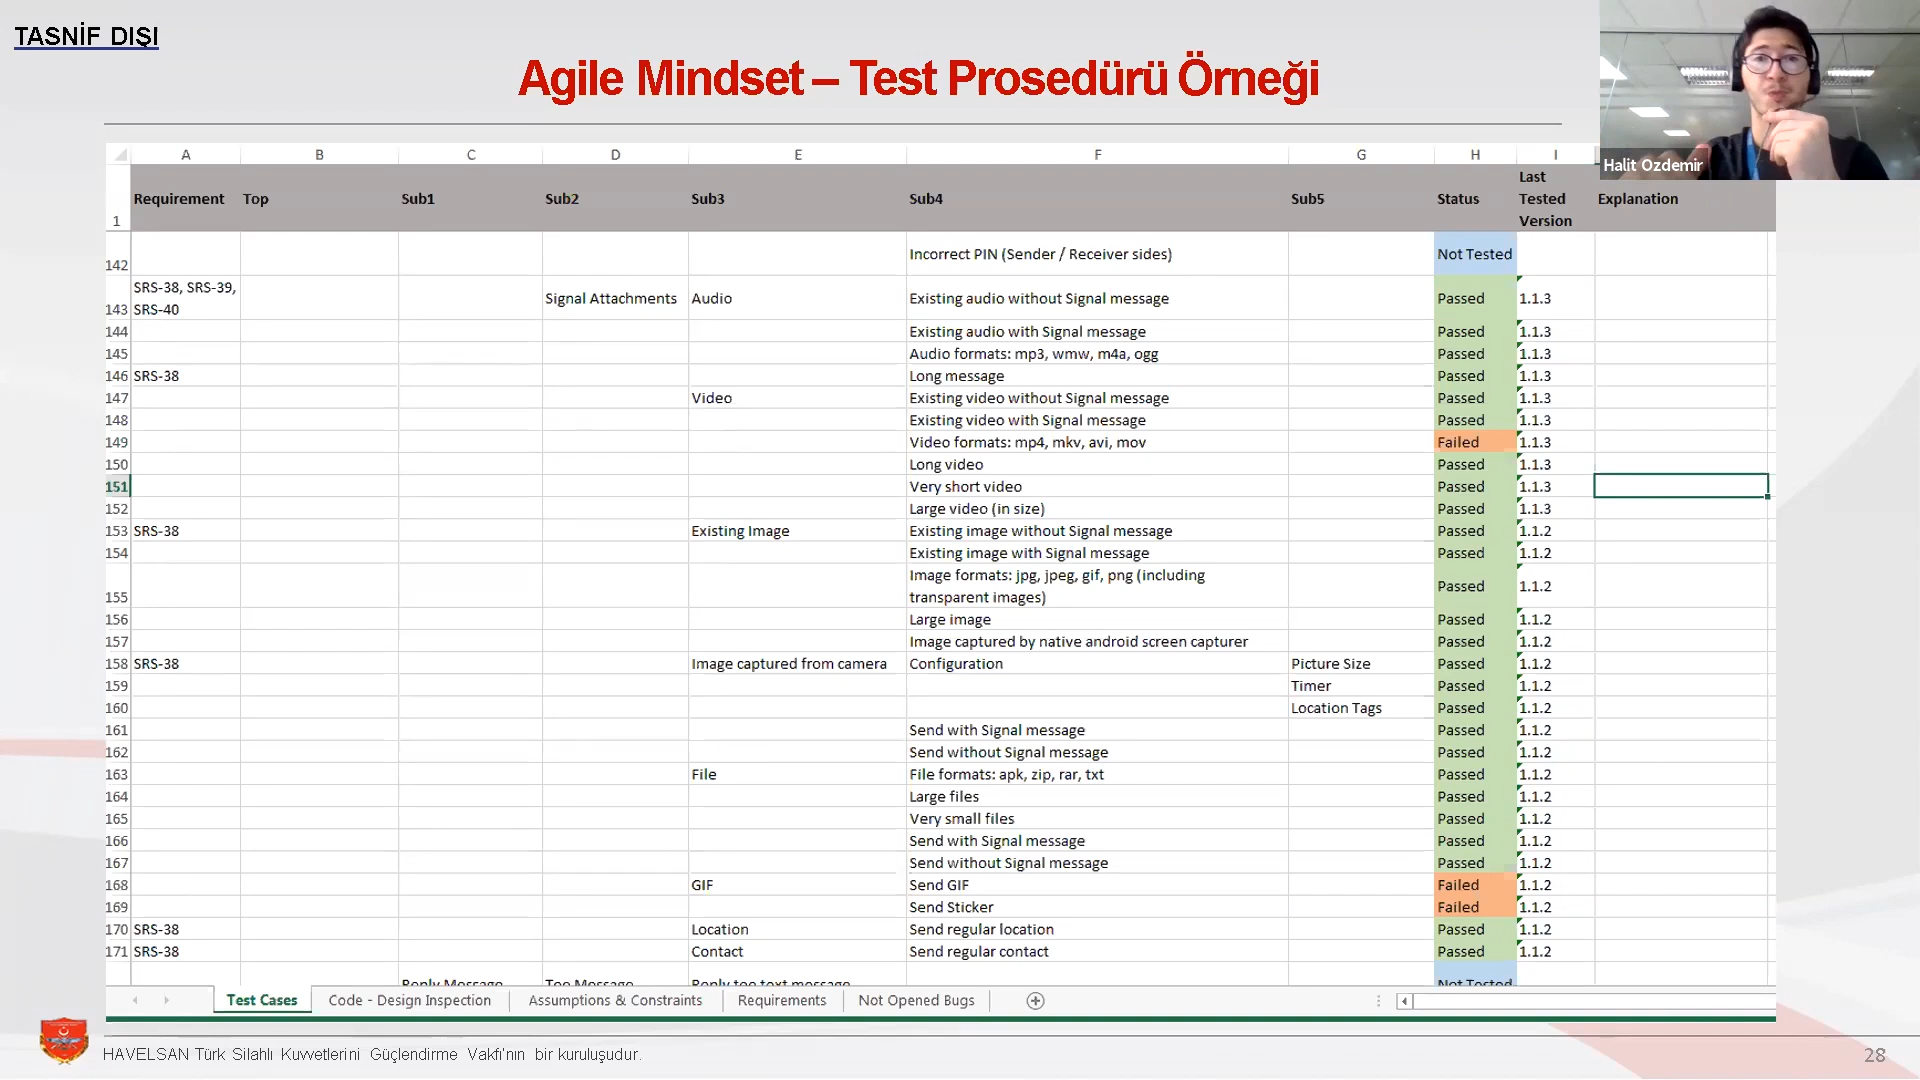 TASNİF DIŞI
Agile Mindset – Test Prosedürü Örneği
Halit Ozdemir
A B C D E F G H I
1 Requirement Top Sub1 Sub2 Sub3 Sub4 Sub5 Status Last Tested Version Explanation
142 Incorrect PIN (Sender / Receiver sides) Not Tested
143 SRS-38, SRS-39, SRS-40 Signal Attachments Audio Existing audio without Signal message Passed 1.1.3
144 Existing audio with Signal message Passed 1.1.3
145 Audio formats: mp3, wmw, m4a, ogg Passed 1.1.3
146 SRS-38 Long message Passed 1.1.3
147 Video Existing video without Signal message Passed 1.1.3
148 Existing video with Signal message Passed 1.1.3
149 Video formats: mp4, mkv, avi, mov Failed 1.1.3
150 Long video Passed 1.1.3
151 Very short video Passed 1.1.3
152 Large video (in size) Passed 1.1.3
153 SRS-38 Existing Image Existing image without Signal message Passed 1.1.2
154 Existing image with Signal message Passed 1.1.2
155 Image formats: jpg, jpeg, gif, png (including transparent images) Passed 1.1.2
156 Large image Passed 1.1.2
157 Image captured by native android screen capturer Passed 1.1.2
158 SRS-38 Image captured from camera Configuration Picture Size Passed 1.1.2
159 Timer Passed 1.1.2
160 Location Tags Passed 1.1.2
161 Send with Signal message Passed 1.1.2
162 Send without Signal message Passed 1.1.2
163 File File formats: apk, zip, rar, txt Passed 1.1.2
164 Large files Passed 1.1.2
165 Very small files Passed 1.1.2
166 Send with Signal message Passed 1.1.2
167 Send without Signal message Passed 1.1.2
168 GIF Send GIF Failed 1.1.2
169 Send Sticker Failed 1.1.2
170 SRS-38 Location Send regular location Passed 1.1.2
171 SRS-38 Contact Send regular contact Passed 1.1.2
Reply Message Top Message Reply top text message Not Tested
Test Cases Code - Design Inspection Assumptions & Constraints Requirements Not Opened Bugs
HAVELSAN Türk Silahlı Kuvvetlerini Güçlendirme Vakfı'nın bir kuruluşudur.
28